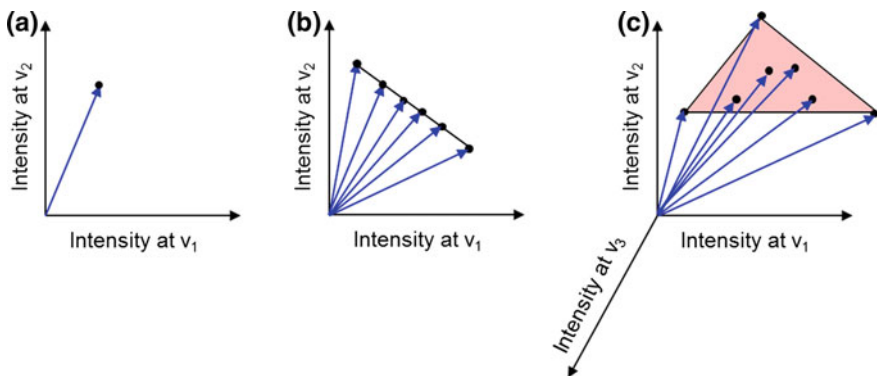 (a)
Intensity at v₂
Intensity at v₁
(b)
Intensity at v₂
Intensity at v₁
(c)
Intensity at v₂
Intensity at v₁
Intensity at v₃